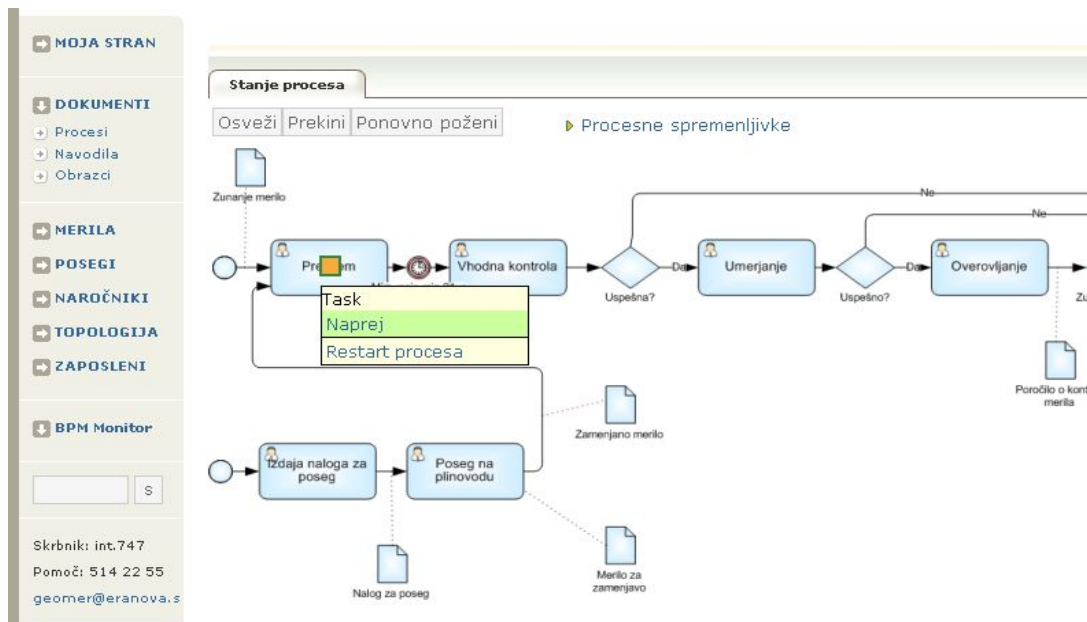 MOJA STRAN
DOKUMENTI
Procesi
Navodila
Obrazci
MERILA
POSEGI
NAROČNIKI
TOPOLOGIJA
ZAPOSLENI
BPM Monitor
S
Skrbnik: int.747
Pomoč: 514 22 55
geomer@eranova.s
Stanje procesa
Osveži Prekini Ponovno poženi
Procesne spremenljivke
Zunanje merilo
Ne
Ne
Vhodna kontrola
Da
Umerjanje
Da
Overovljanje
Uspešna?
Uspešno?
Task
Naprej
Restart procesa
Poročilo o kont
merila
Zamenjano merilo
Izdaja naloga za
poseg
Poseg na
plinovodu
Nalog za poseg
Merilo za
zamenjavo